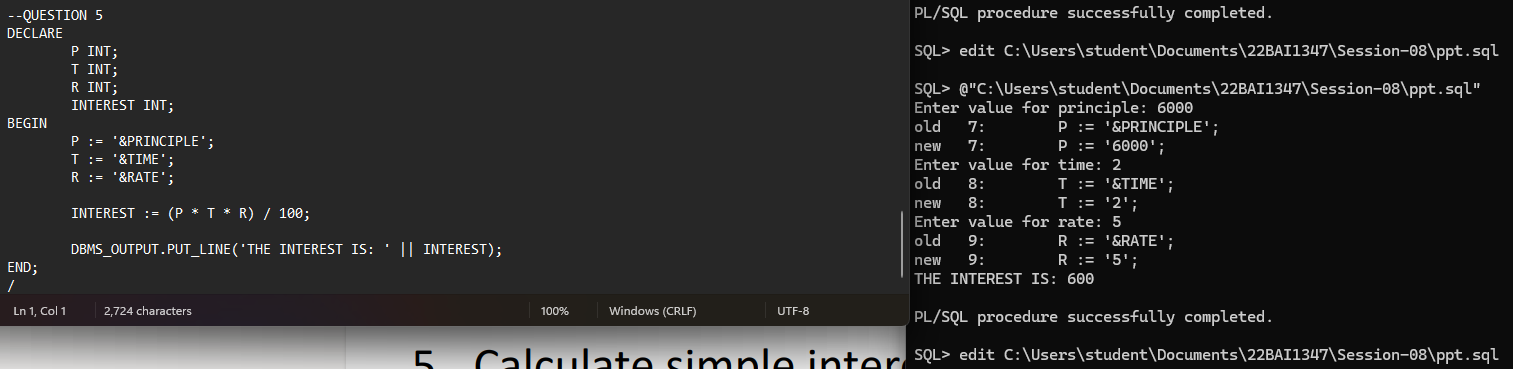 --QUESTION 5
DECLARE
        P INT;
        T INT;
        R INT;
        INTEREST INT;
BEGIN
        P := '&PRINCIPLE';
        T := '&TIME';
        R := '&RATE';
        INTEREST := (P * T * R) / 100;
        DBMS_OUTPUT.PUT_LINE('THE INTEREST IS: ' || INTEREST);
END;
/
Ln 1, Col 1
2,724 characters
100%
Windows (CRLF)
UTF-8
5. Calculate simple inter
PL/SQL procedure successfully completed.
SQL> edit C:\Users\student\Documents\22BAI1347\Session-08\ppt.sql
SQL> @"C:\Users\student\Documents\22BAI1347\Session-08\ppt.sql"
Enter value for principle: 6000
old   7:        P := '&PRINCIPLE';
new   7:        P := '6000';
Enter value for time: 2
old   8:        T := '&TIME';
new   8:        T := '2';
Enter value for rate: 5
old   9:        R := '&RATE';
new   9:        R := '5';
THE INTEREST IS: 600
PL/SQL procedure successfully completed.
SQL> edit C:\Users\student\Documents\22BAI1347\Session-08\ppt.sql